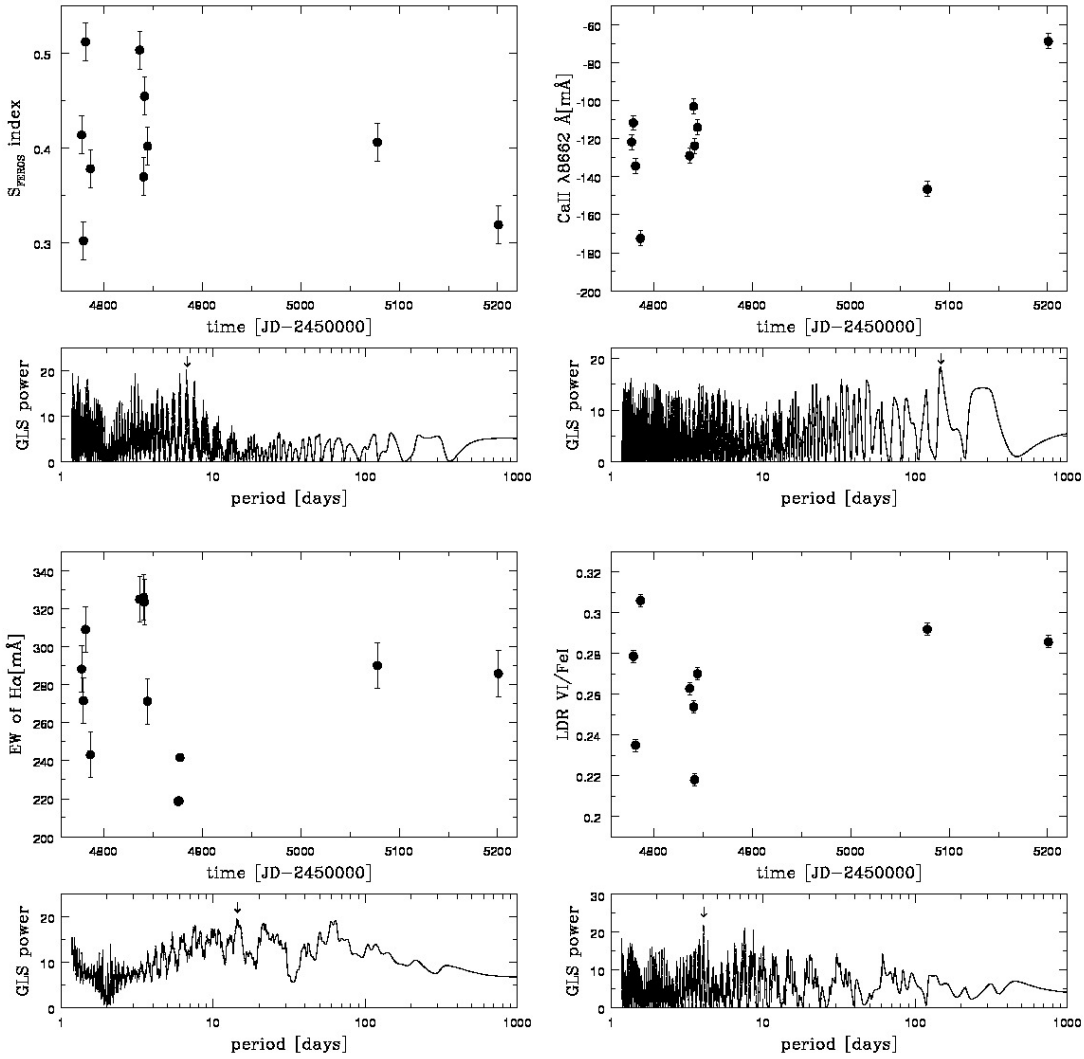 0.5
0.4
0.3
S_FEROS index
4800 4900 5000 5100 5200
time [JD-2450000]
-40
-60
-80
-100
-120
-140
-160
-180
-200
CaII λ8662 Å[mÅ]
4800 4900 5000 5100 5200
time [JD-2450000]
20
10
0
GLS power
1 10 100 1000
period [days]
20
10
0
GLS power
1 10 100 1000
period [days]
340
320
300
280
260
240
220
200
EW of Hα[mÅ]
4800 4900 5000 5100 5200
time [JD-2450000]
0.32
0.3
0.28
0.26
0.24
0.22
0.2
LDR VI/FeI
4800 4900 5000 5100 5200
time [JD-2450000]
20
10
0
GLS power
1 10 100 1000
period [days]
30
20
10
0
GLS power
1 10 100 1000
period [days]